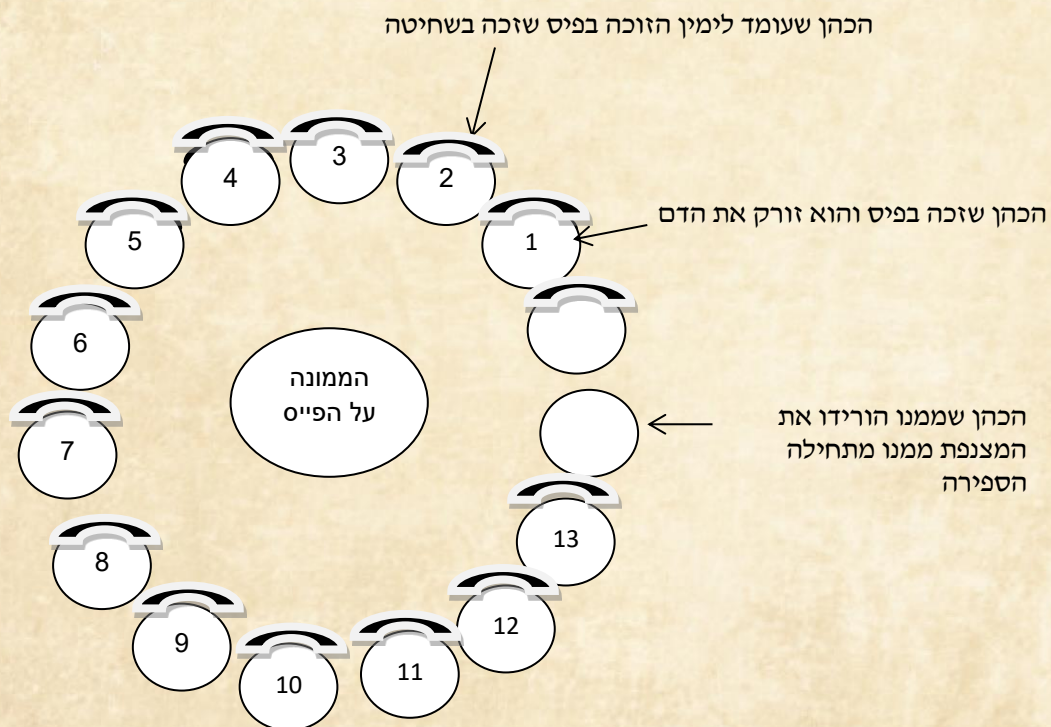 הכהן שעומד לימין הזוכה בפיס שזכה בשחיטה
3
4
2
הכהן שזכה בפיס והוא זורק את הדם
1
5
6
הממונה
על הפייס
הכהן שממנו הורידו את
המצנפת ממנו מתחילה
הספירה
7
13
8
12
9
11
10